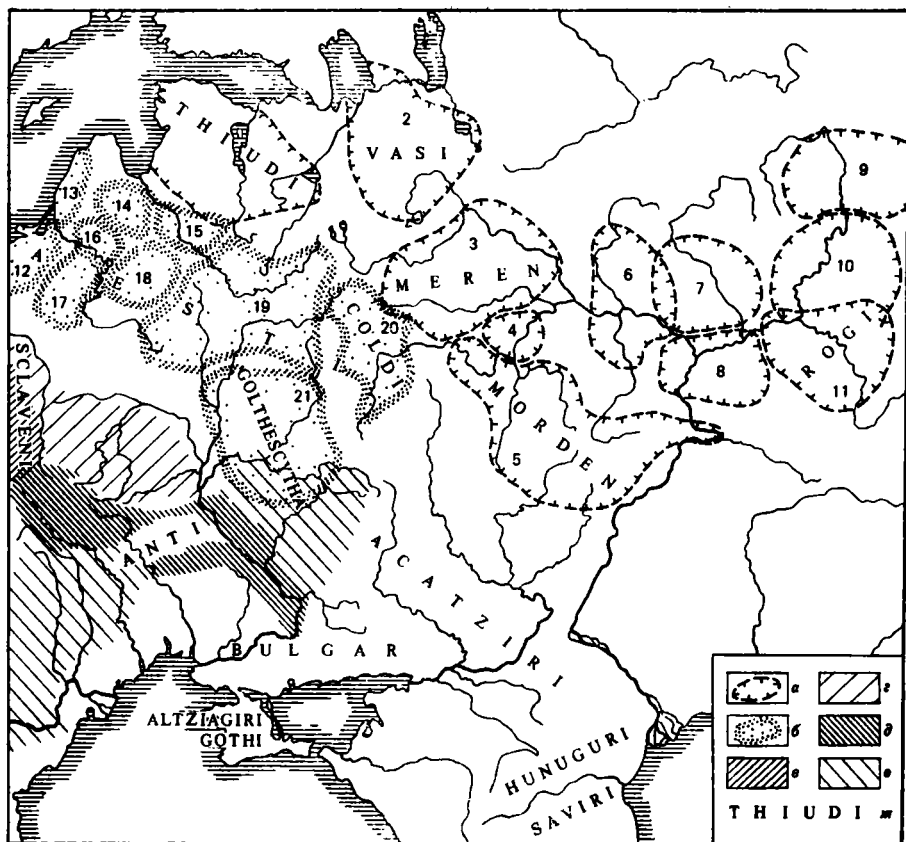 THIUDI
2
VASI
9
13
14
15
3
MEREN
6
7
10
A
12
16
E
18
17
S
19
COLDI
20
4
ROGI
11
T
I
8
SCLAVENI
21
GOLTHESCYTHA
MORDEN
5
ANTI
ACATZIRI
BULGAR
ALTZIAGIRI
GOTHI
HUNUGURI
SAVIRI
а
г
б
д
в
е
THIUDI ж